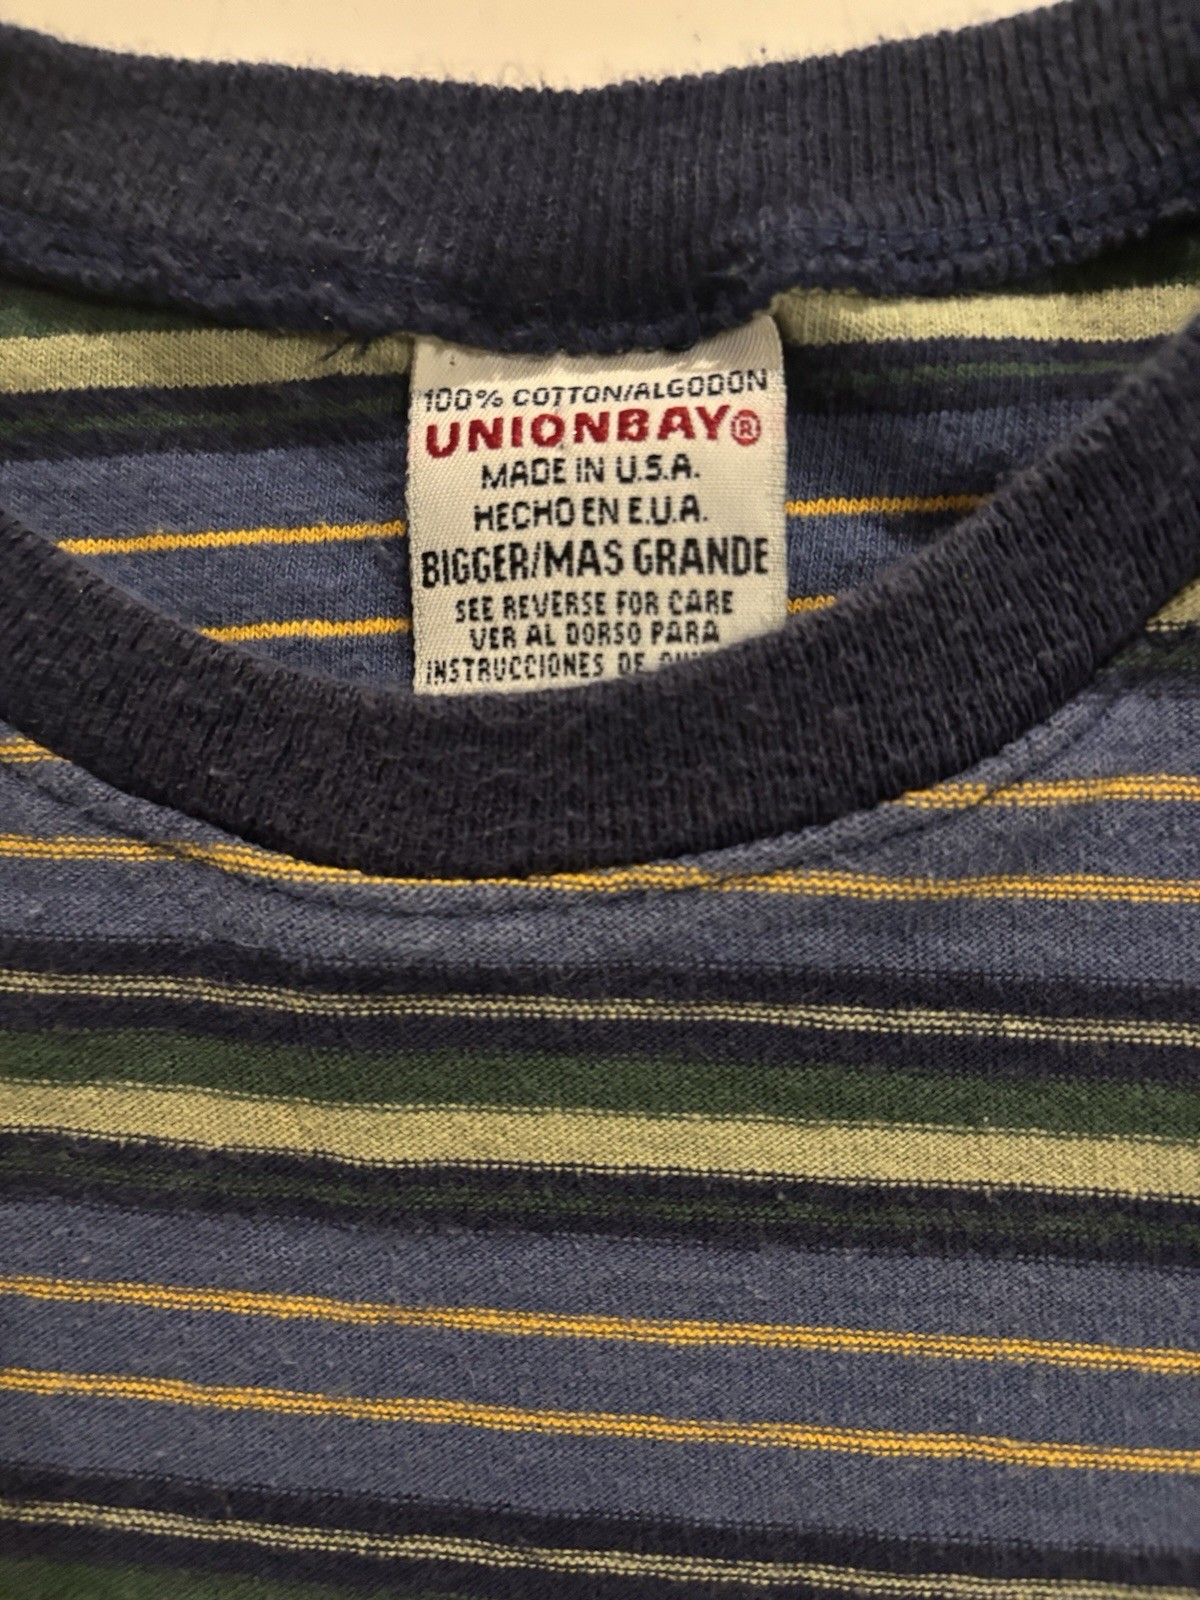 100% COTTON/ALGODON
UNIONBAY®
MADE IN U.S.A.
HECHO EN E.U.A.
BIGGER/MAS GRANDE
SEE REVERSE FOR CARE
VER AL DORSO PARA
INSTRUCCIONES DE